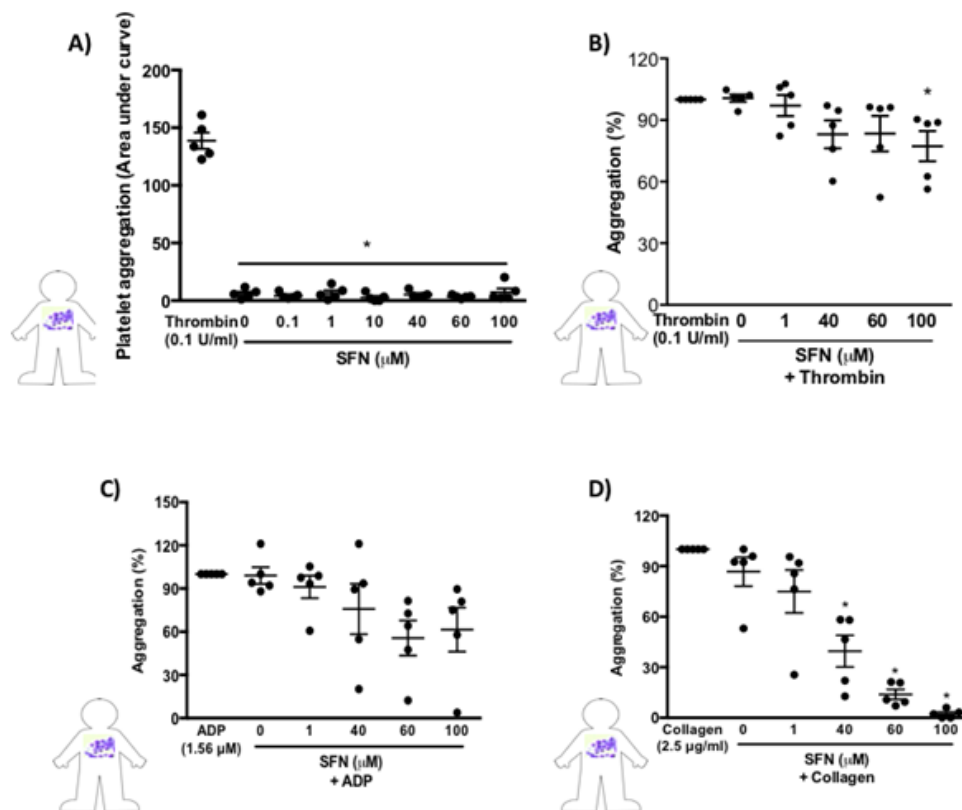 A)
Platelet aggregation (Area under curve)
200
150
100
50
0
Thrombin 0 0.1 1 10 40 60 100
(0.1 U/ml)
SFN (µM)
*
B)
Aggregation (%)
120
90
60
30
0
Thrombin 0 1 40 60 100
(0.1 U/ml)
SFN (µM)
+ Thrombin
*
C)
Aggregation (%)
150
120
90
60
30
0
ADP 0 1 40 60 100
(1.56 µM)
SFN (µM)
+ ADP
D)
Aggregation (%)
120
90
60
30
0
Collagen 0 1 40 60 100
(2.5 µg/ml)
SFN (µM)
+ Collagen
*
*
*